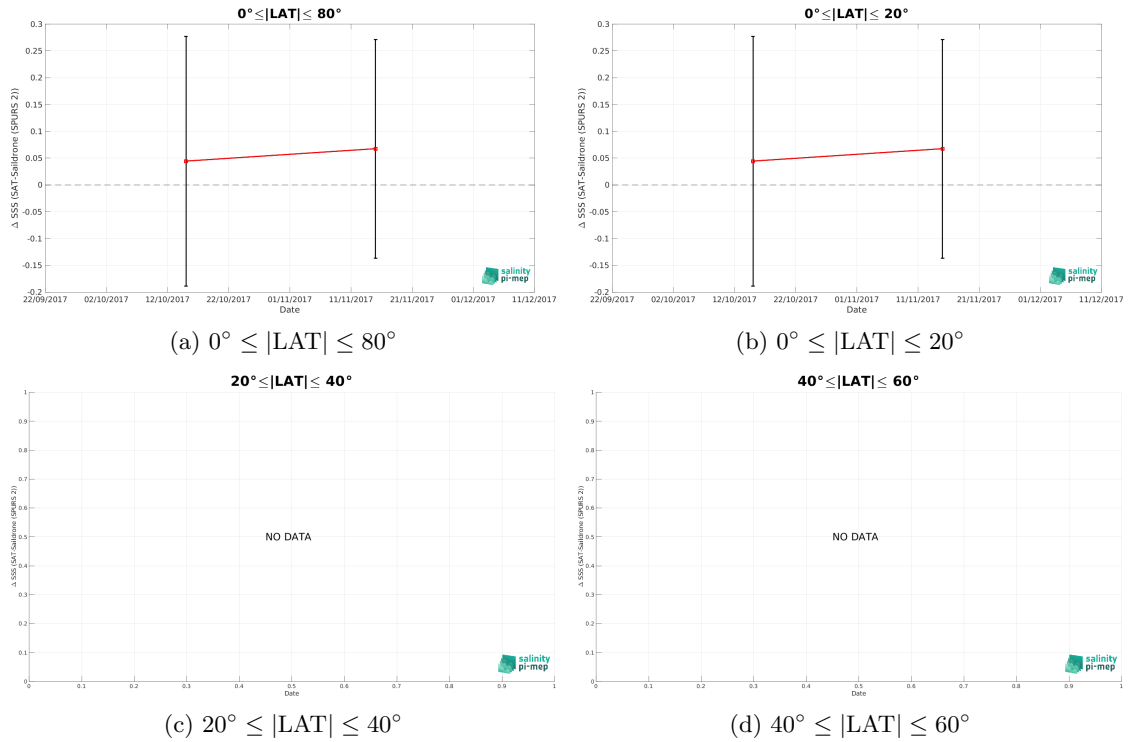 0°≤|LAT|≤ 80°
Δ SSS (SAT-Saildrone (SPURS 2))
0.3
0.25
0.2
0.15
0.1
0.05
0
-0.05
-0.1
-0.15
-0.2
22/09/2017 02/10/2017 12/10/2017 22/10/2017 01/11/2017 11/11/2017 21/11/2017 01/12/2017 11/12/2017
Date
salinity
pi-mep
(a) 0° ≤ |LAT| ≤ 80°
0°≤|LAT|≤ 20°
Δ SSS (SAT-Saildrone (SPURS 2))
0.3
0.25
0.2
0.15
0.1
0.05
0
-0.05
-0.1
-0.15
-0.2
22/09/2017 02/10/2017 12/10/2017 22/10/2017 01/11/2017 11/11/2017 21/11/2017 01/12/2017 11/12/2017
Date
salinity
pi-mep
(b) 0° ≤ |LAT| ≤ 20°
20°≤|LAT|≤ 40°
Δ SSS (SAT-Saildrone (SPURS 2))
1
0.9
0.8
0.7
0.6
0.5
0.4
0.3
0.2
0.1
0
NO DATA
0 0.1 0.2 0.3 0.4 0.5 0.6 0.7 0.8 0.9 1
Date
salinity
pi-mep
(c) 20° ≤ |LAT| ≤ 40°
40°≤|LAT|≤ 60°
Δ SSS (SAT-Saildrone (SPURS 2))
1
0.9
0.8
0.7
0.6
0.5
0.4
0.3
0.2
0.1
0
NO DATA
0 0.1 0.2 0.3 0.4 0.5 0.6 0.7 0.8 0.9 1
Date
salinity
pi-mep
(d) 40° ≤ |LAT| ≤ 60°